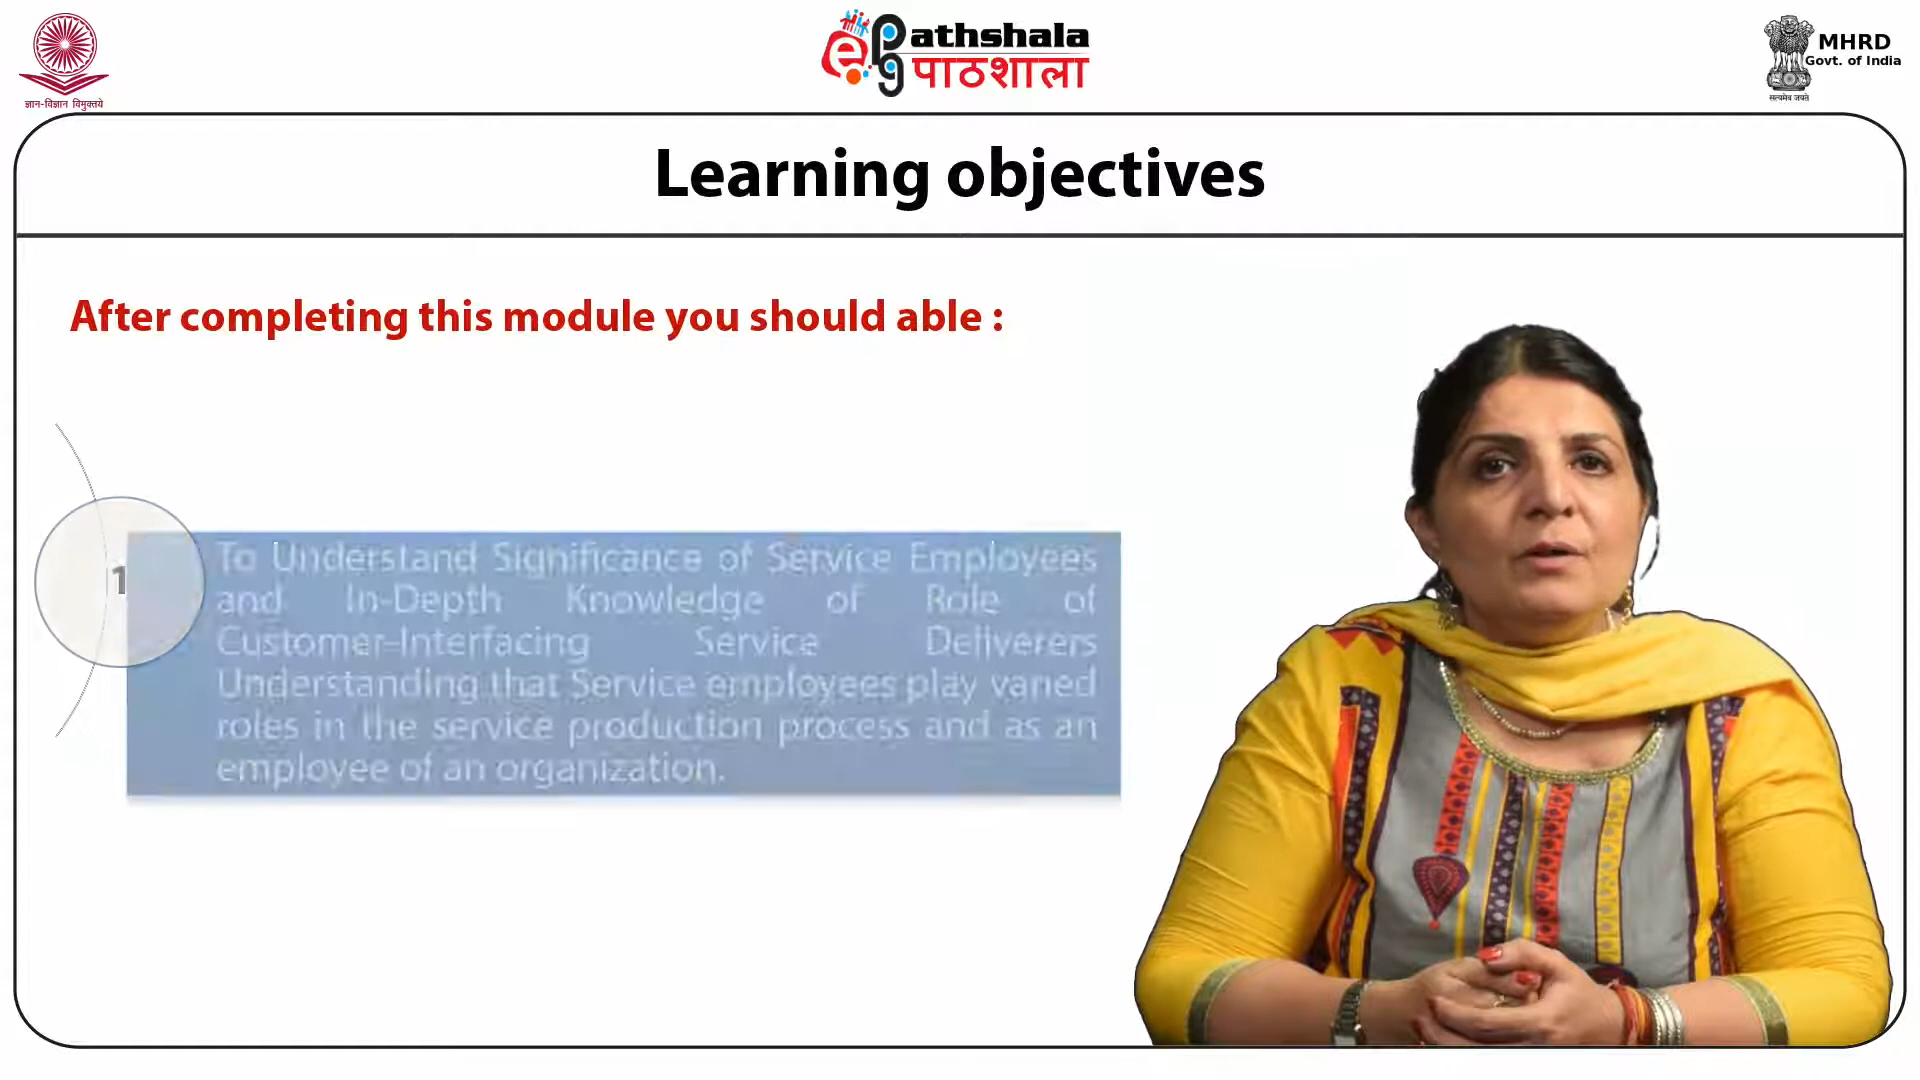 ज्ञान-विज्ञान विमुक्तये
e
Pg
athshala
पाठशाला
MHRD
Govt. of India
सत्यमेव जयते
Learning objectives
After completing this module you should able :
1
To Understand Significance of Service Employees
and In-Depth Knowledge of Role of
Customer-Interfacing Service Deliverers
Understanding that Service employees play varied
roles in the service production process and as an
employee of an organization.